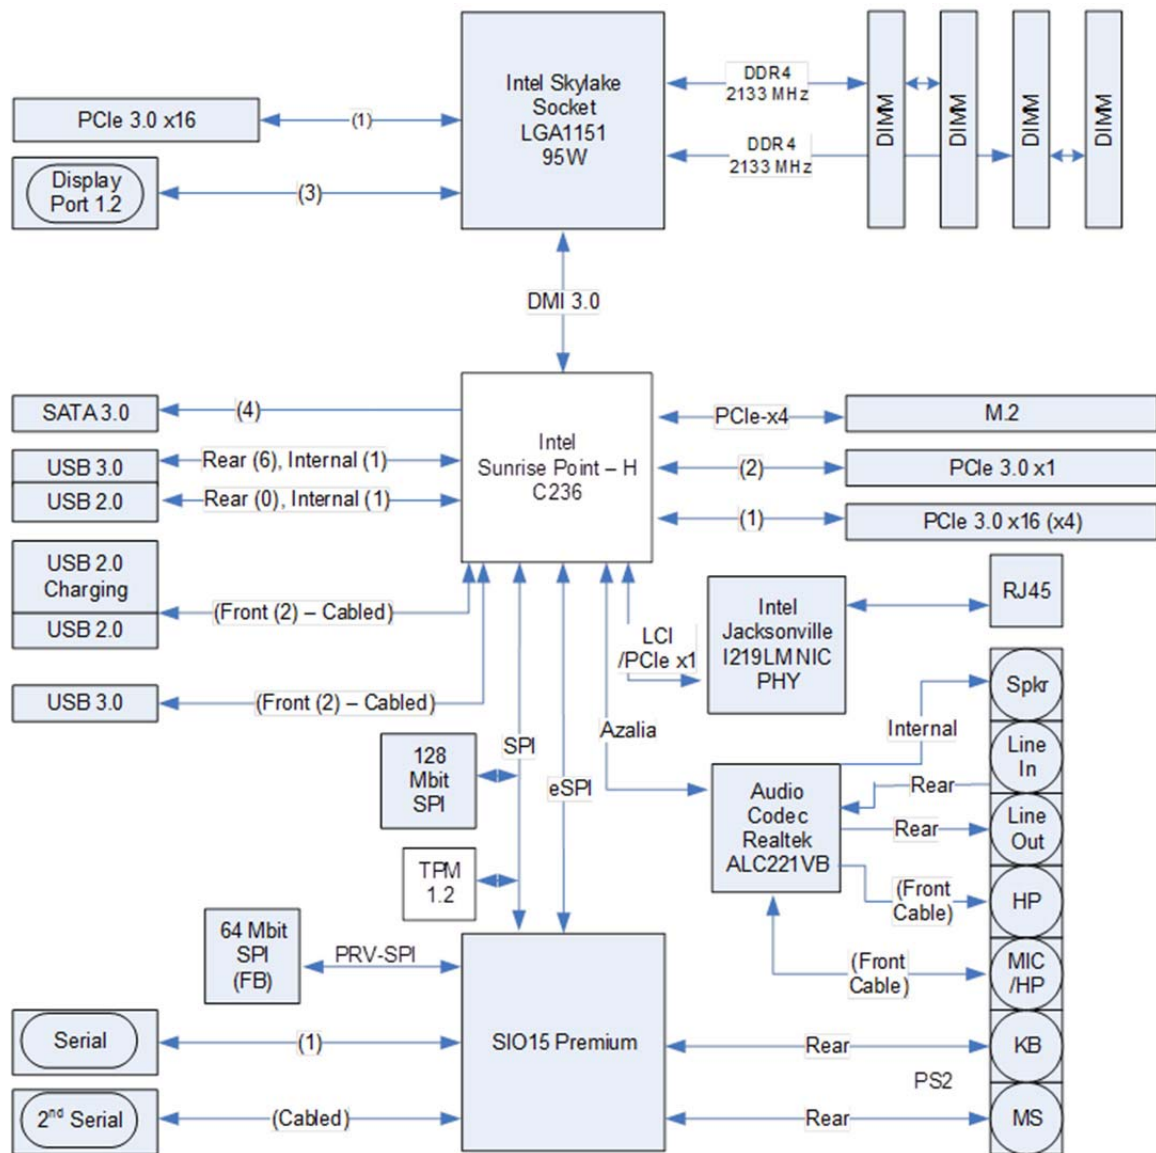 Intel Skylake
Socket
LGA1151
95W
DDR4
2133 MHz
DDR4
2133 MHz
DIMM
DIMM
DIMM
DIMM
PCIe 3.0 x16
(1)
Display
Port 1.2
(3)
DMI 3.0
SATA 3.0
(4)
USB 3.0
Rear (6), Internal (1)
USB 2.0
Rear (0), Internal (1)
Intel
Sunrise Point – H
C236
PCIe-x4
M.2
(2)
PCIe 3.0 x1
(1)
PCIe 3.0 x16 (x4)
USB 2.0
Charging
USB 2.0
(Front (2) – Cabled)
USB 3.0
(Front (2) – Cabled)
LCI
/PCIe x1
Intel
Jacksonville
I219LM NIC
PHY
RJ45
SPI
eSPI
Azalia
128
Mbit
SPI
TPM
1.2
64 Mbit
SPI
(FB)
PRV-SPI
Audio
Codec
Realtek
ALC221VB
Internal
Spkr
Rear
Line
In
Rear
Line
Out
(Front
Cable)
HP
(Front
Cable)
MIC
/HP
Serial
(1)
SIO15 Premium
Rear
KB
PS2
2nd Serial
(Cabled)
Rear
MS